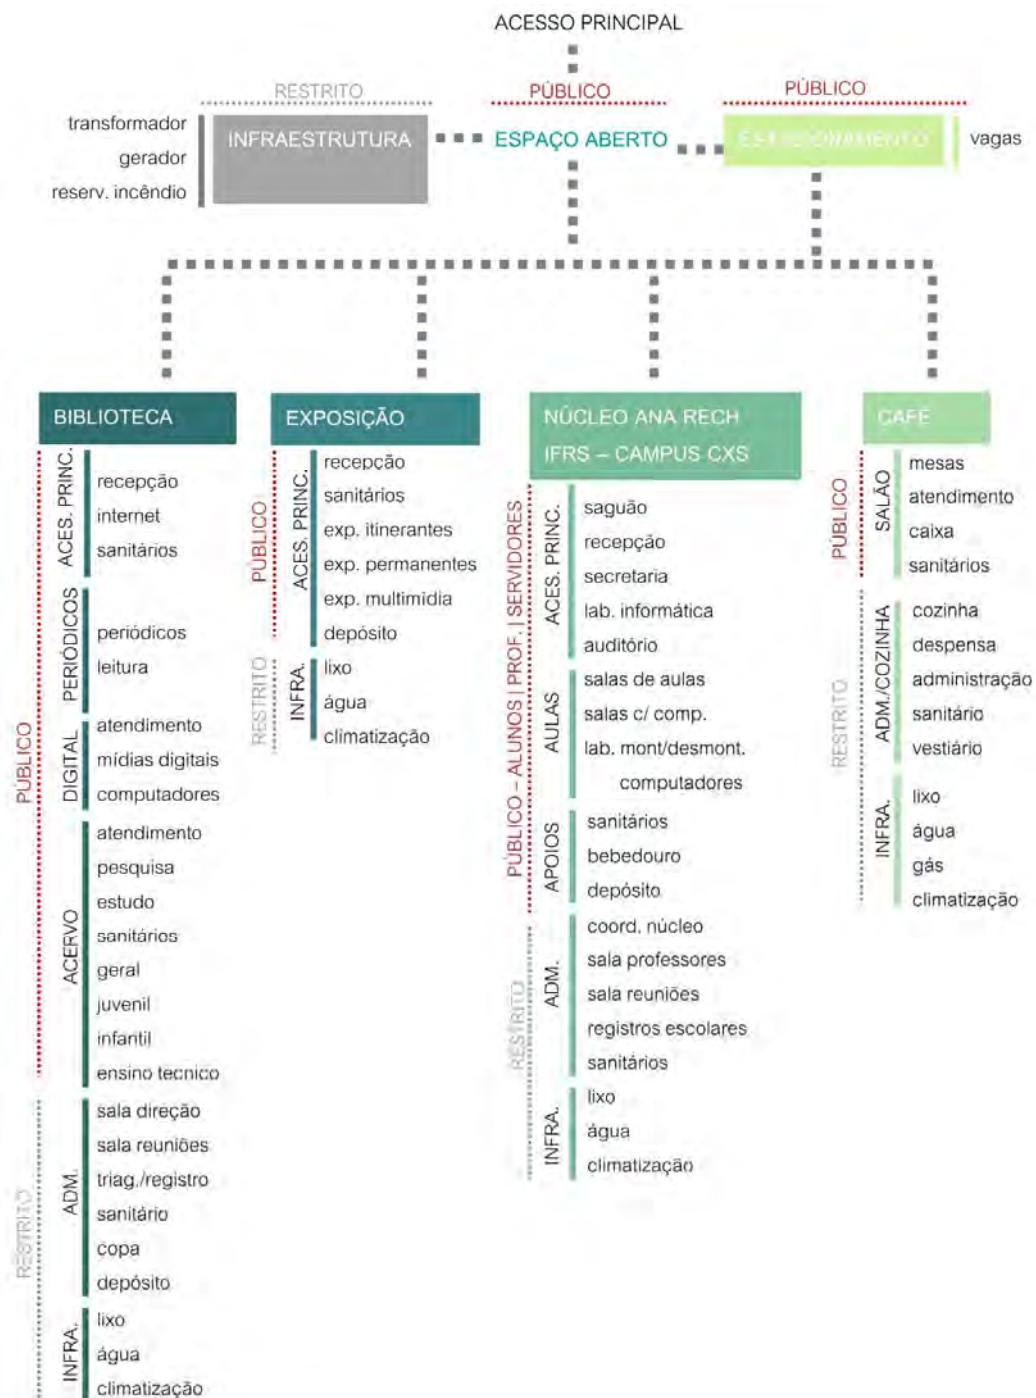 ACESSO PRINCIPAL
RESTRITO
PÚBLICO
PÚBLICO
transformador
gerador
reserv. incêndio
INFRAESTRUTURA
ESPAÇO ABERTO
ESTACIONAMENTO
vagas
BIBLIOTECA
PÚBLICO
ACES. PRINC.
recepção
internet
sanitários
PERIÓDICOS
periódicos
leitura
DIGITAL
atendimento
mídias digitais
computadores
ACERVO
atendimento
pesquisa
estudo
sanitários
geral
juvenil
infantil
ensino tecnico
RESTRITO
ADM.
sala direção
sala reuniões
triag./registro
sanitário
copa
depósito
INFRA.
lixo
água
climatização
EXPOSIÇÃO
PÚBLICO
ACES. PRINC.
recepção
sanitários
exp. itinerantes
exp. permanentes
exp. multimídia
depósito
RESTRITO
INFRA.
lixo
água
climatização
NÚCLEO ANA RECH
IFRS – CAMPUS CXS
PÚBLICO – ALUNOS | PROF. | SERVIDORES
ACES. PRINC.
saguão
recepção
secretaria
lab. informática
auditório
AULAS
salas de aulas
salas c/ comp.
lab. mont/desmont.
computadores
APOIOS
sanitários
bebedouro
depósito
RESTRITO
ADM.
coord. núcleo
sala professores
sala reuniões
registros escolares
sanitários
INFRA.
lixo
água
climatização
CAFÉ
PÚBLICO
SALÃO
mesas
atendimento
caixa
sanitários
RESTRITO
ADM./COZINHA
cozinha
despensa
administração
sanitário
vestiário
INFRA.
lixo
água
gás
climatização